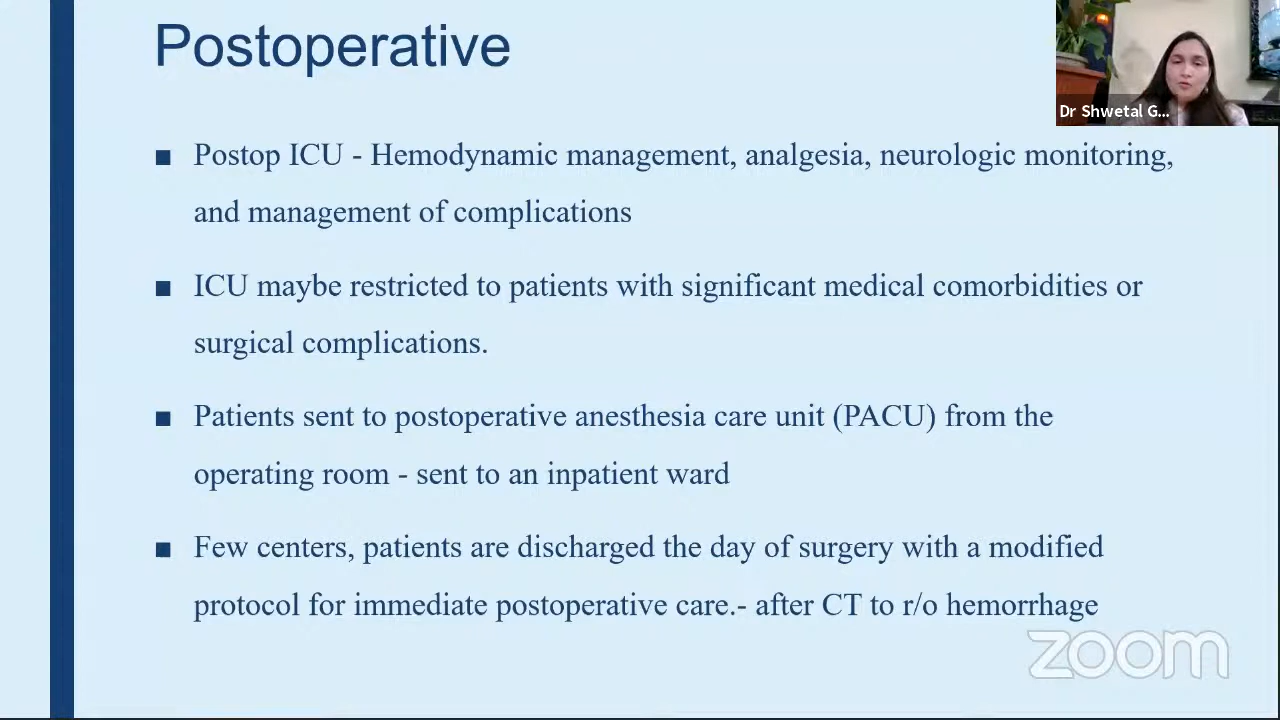 Postoperative
Dr Shwetal G...
■ Postop ICU - Hemodynamic management, analgesia, neurologic monitoring,
and management of complications
■ ICU maybe restricted to patients with significant medical comorbidities or
surgical complications.
■ Patients sent to postoperative anesthesia care unit (PACU) from the
operating room - sent to an inpatient ward
■ Few centers, patients are discharged the day of surgery with a modified
protocol for immediate postoperative care.- after CT to r/o hemorrhage
zoom